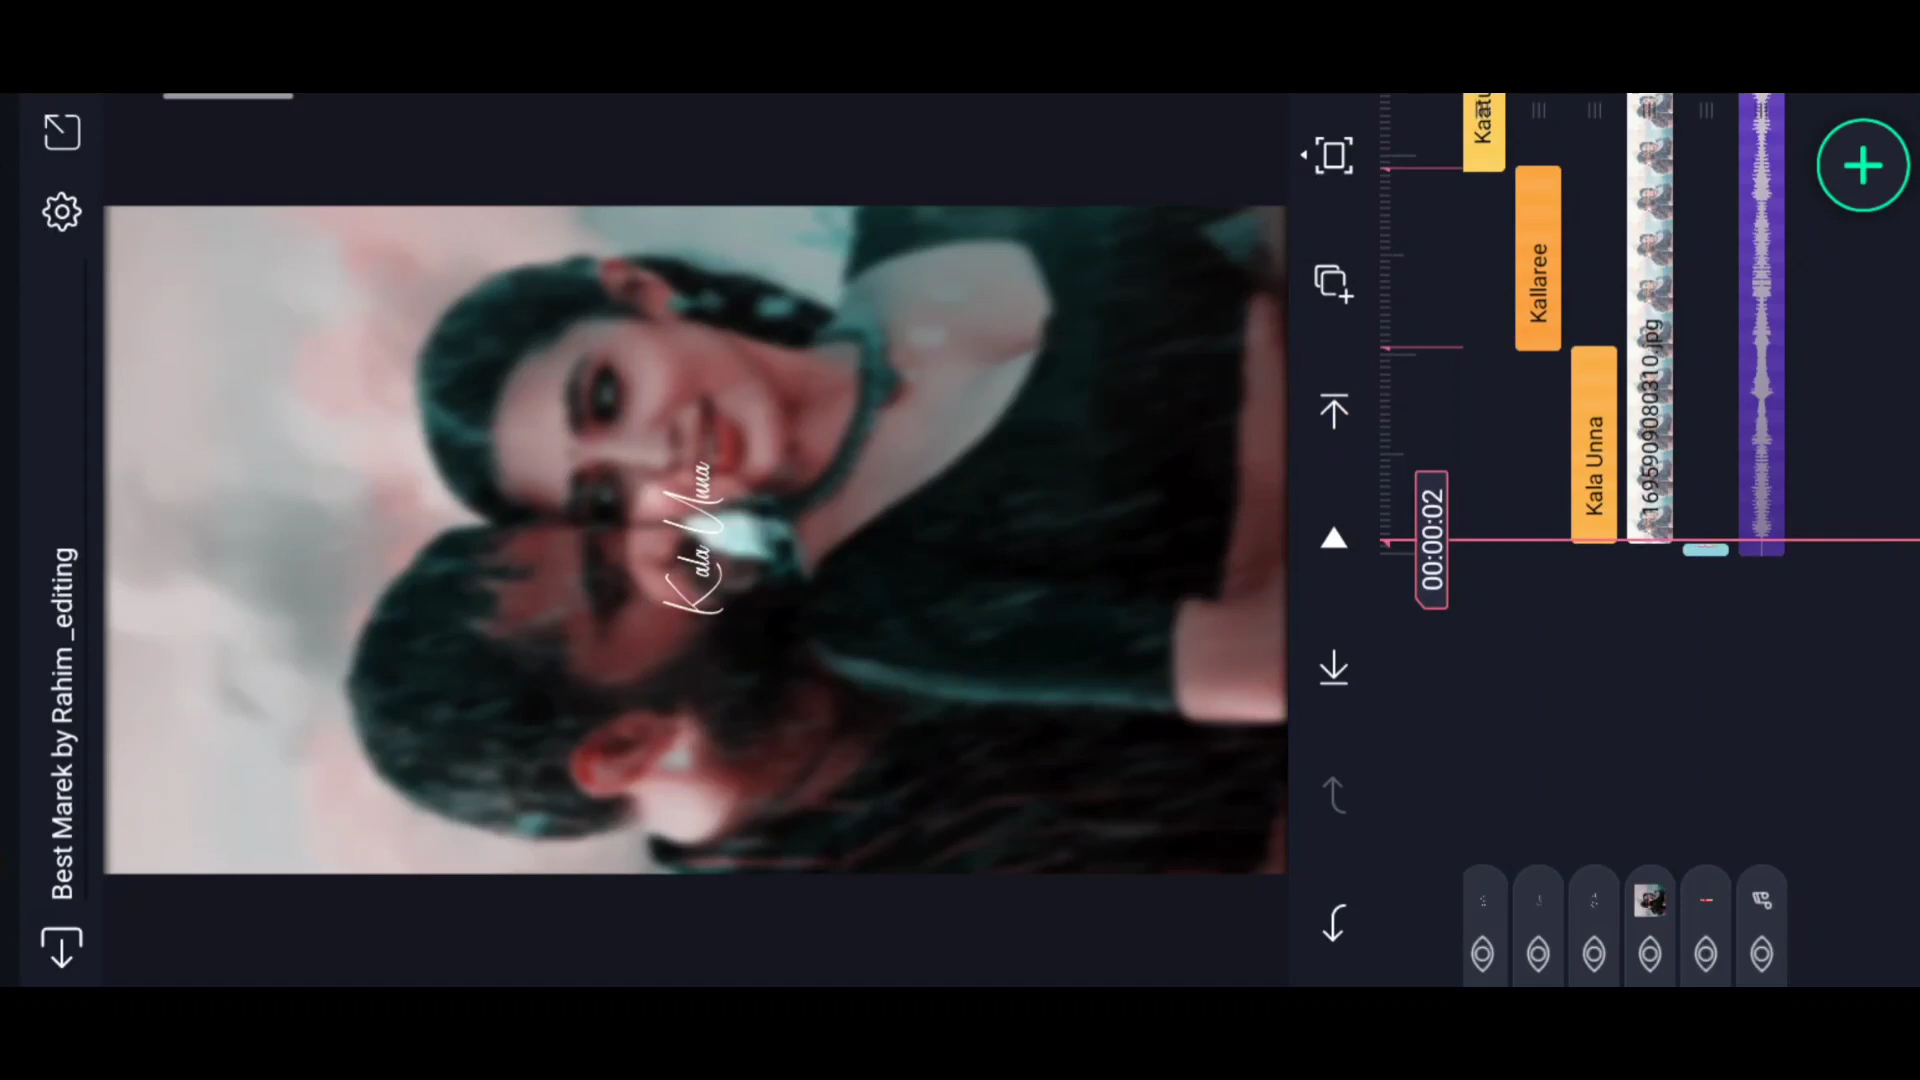 Best Marek by Rahim _editing
Kala Unna
00:00:02
Kaatu
Kallaree
Kala Unna
1695909080310.jpg